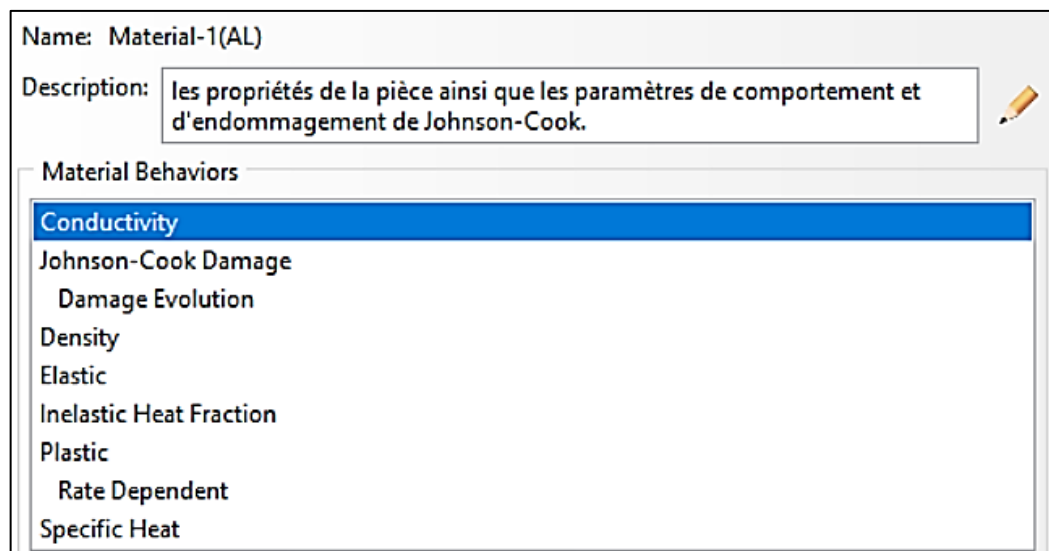 Name: Material-1(AL)
Description: les propriétés de la pièce ainsi que les paramètres de comportement et
d'endommagement de Johnson-Cook.
Material Behaviors
Conductivity
Johnson-Cook Damage
Damage Evolution
Density
Elastic
Inelastic Heat Fraction
Plastic
Rate Dependent
Specific Heat